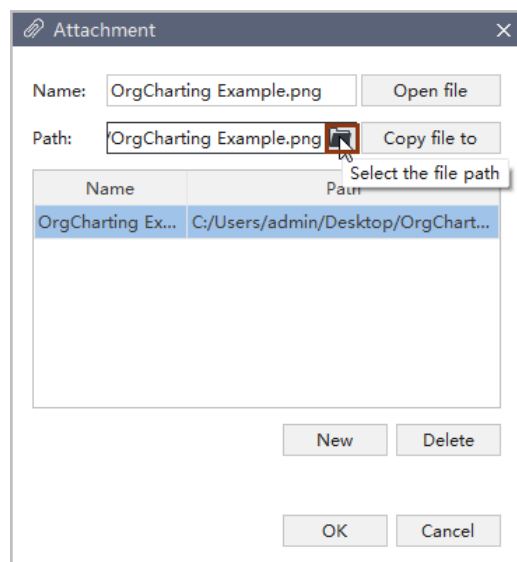 Attachment
Name: OrgCharting Example.png Open file
Path: /OrgCharting Example.png Copy file to
Select the file path
Name Path
OrgCharting Ex... C:/Users/admin/Desktop/OrgChart...
New Delete
OK Cancel